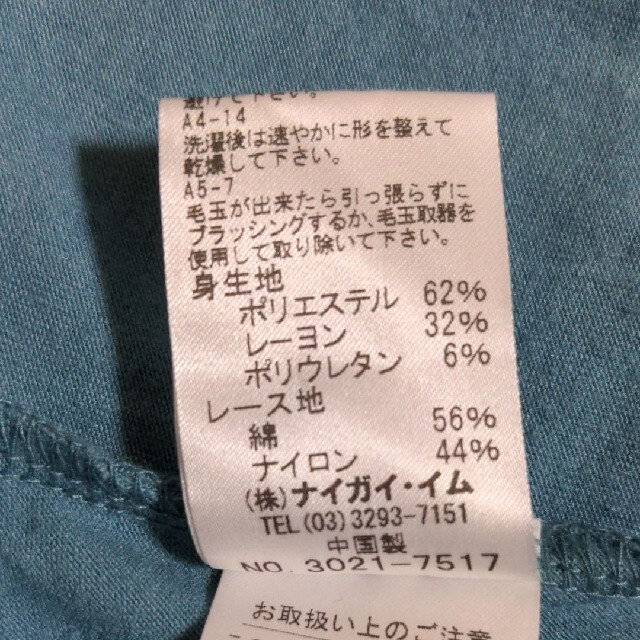 避けて下さい。
A4-14
洗濯後は速やかに形を整えて
乾燥して下さい。
A5-7
毛玉が出来たら引っ張らずに
ブラッシングするか、毛玉取器を
使用して取り除いて下さい。
身生地
ポリエステル 62%
レーヨン 32%
ポリウレタン 6%
レース地
綿 56%
ナイロン 44%
(株)ナイガイ・イム
TEL (03)3293-7151
中国製
NO. 3021-7517
お取扱い上のご注意